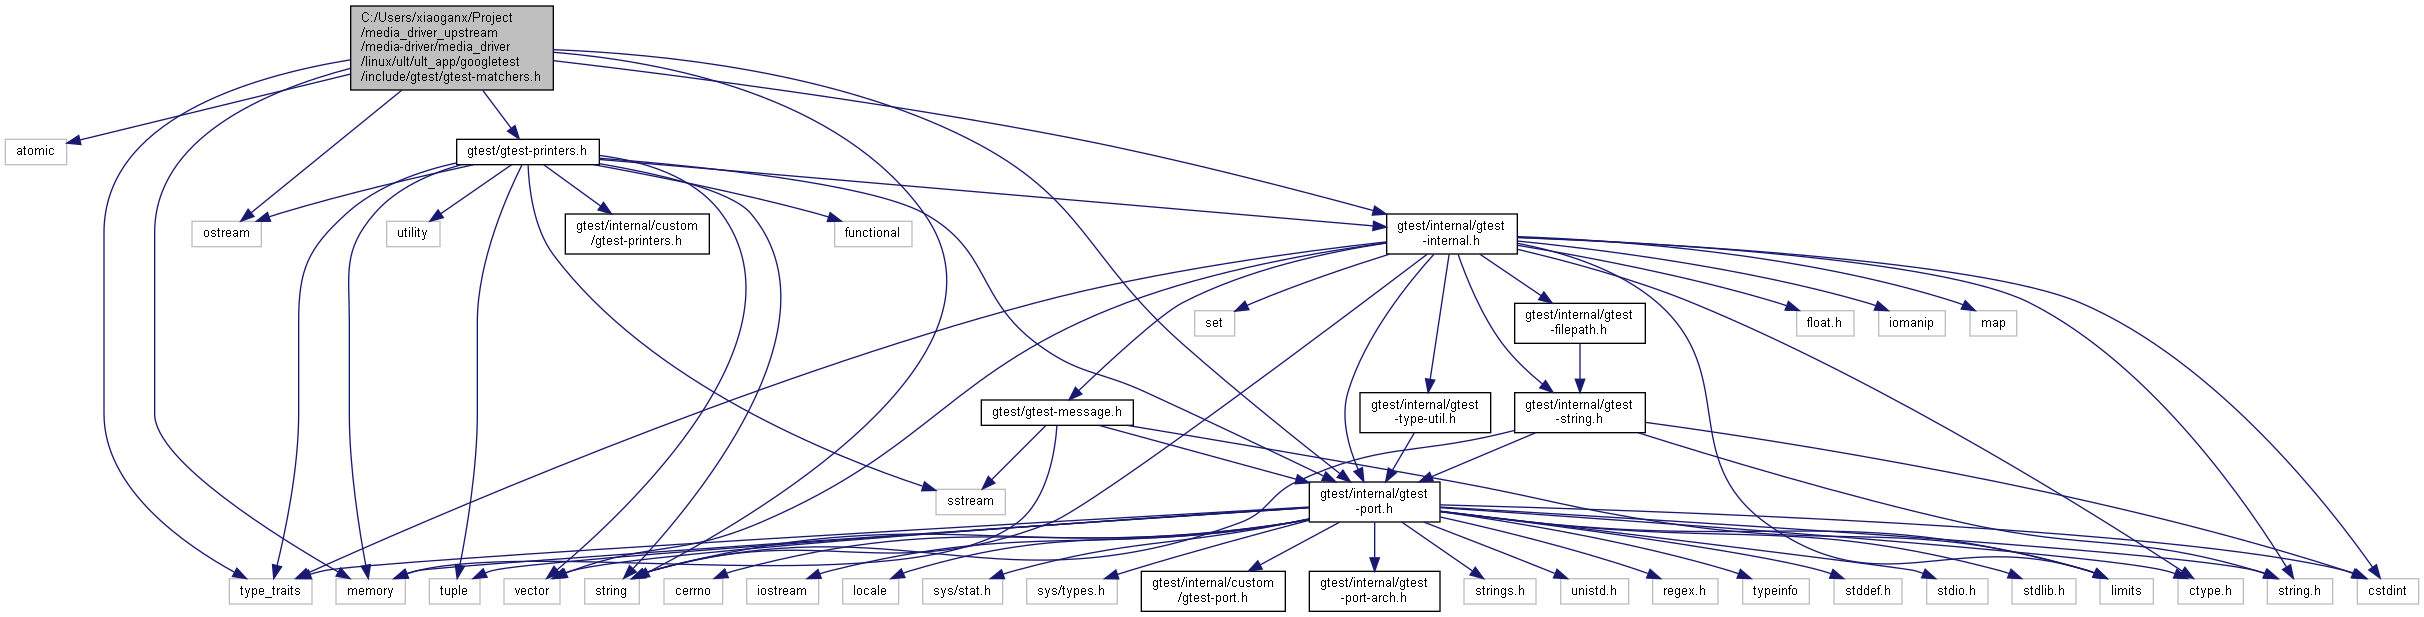 C:/Users/xiaoganx/Project
/media_driver_upstream
/media-driver/media_driver
/linux/ult/ult_app/googletest
/include/gtest/gtest-matchers.h
atomic
gtest/gtest-printers.h
ostream
utility
gtest/internal/custom
/gtest-printers.h
functional
gtest/internal/gtest
-internal.h
set
gtest/internal/gtest
-filepath.h
float.h
iomanip
map
gtest/gtest-message.h
gtest/internal/gtest
-type-util.h
gtest/internal/gtest
-string.h
sstream
gtest/internal/gtest
-port.h
type_traits
memory
tuple
vector
string
cerrno
iostream
locale
sys/stat.h
sys/types.h
gtest/internal/custom
/gtest-port.h
gtest/internal/gtest
-port-arch.h
strings.h
unistd.h
regex.h
typeinfo
stddef.h
stdio.h
stdlib.h
limits
ctype.h
string.h
cstdint